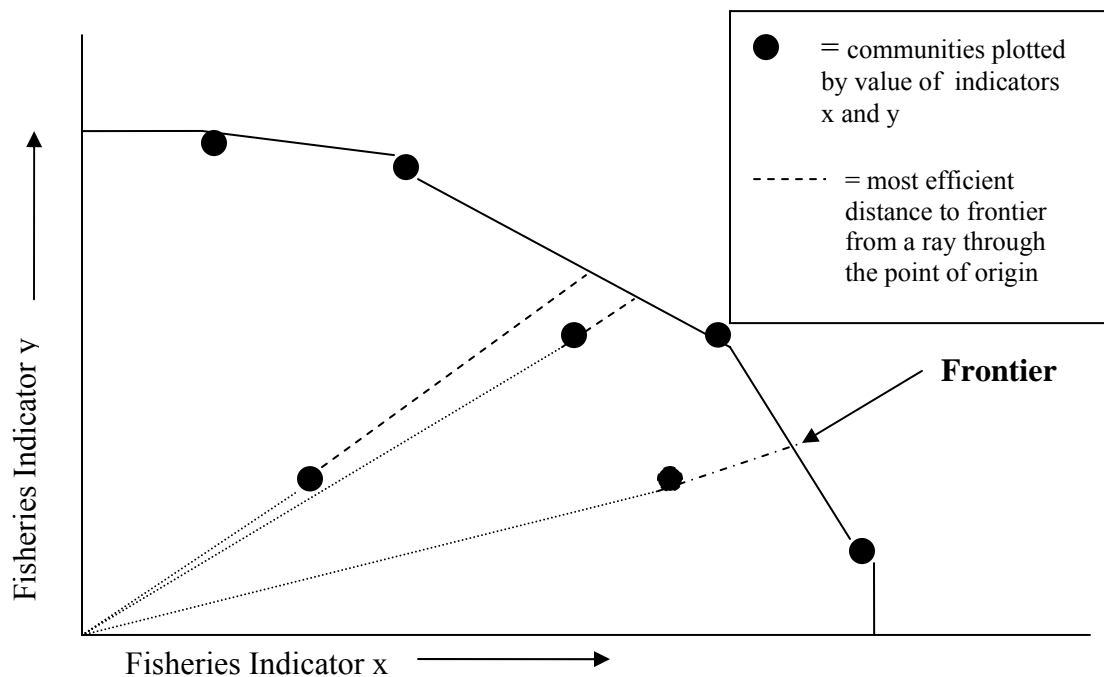 = communities plotted
by value of indicators
x and y
= most efficient
distance to frontier
from a ray through
the point of origin
Frontier
Fisheries Indicator y
Fisheries Indicator x